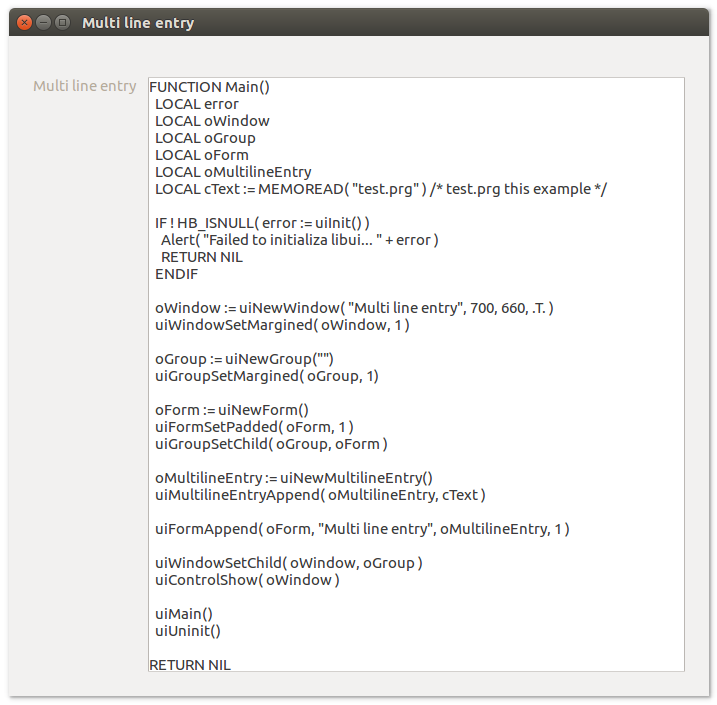 Multi line entry
Multi line entry
FUNCTION Main()
  LOCAL error
  LOCAL oWindow
  LOCAL oGroup
  LOCAL oForm
  LOCAL oMultilineEntry
  LOCAL cText := MEMOREAD( "test.prg" ) /* test.prg this example */

  IF ! HB_ISNULL( error := uiInit() )
    Alert( "Failed to initializa libui... " + error )
    RETURN NIL
  ENDIF

  oWindow := uiNewWindow( "Multi line entry", 700, 660, .T. )
  uiWindowSetMargined( oWindow, 1 )

  oGroup := uiNewGroup("")
  uiGroupSetMargined( oGroup, 1)

  oForm := uiNewForm()
  uiFormSetPadded( oForm, 1 )
  uiGroupSetChild( oGroup, oForm )

  oMultilineEntry := uiNewMultilineEntry()
  uiMultilineEntryAppend( oMultilineEntry, cText )

  uiFormAppend( oForm, "Multi line entry", oMultilineEntry, 1 )

  uiWindowSetChild( oWindow, oGroup )
  uiControlShow( oWindow )

  uiMain()
  uiUninit()

RETURN NIL